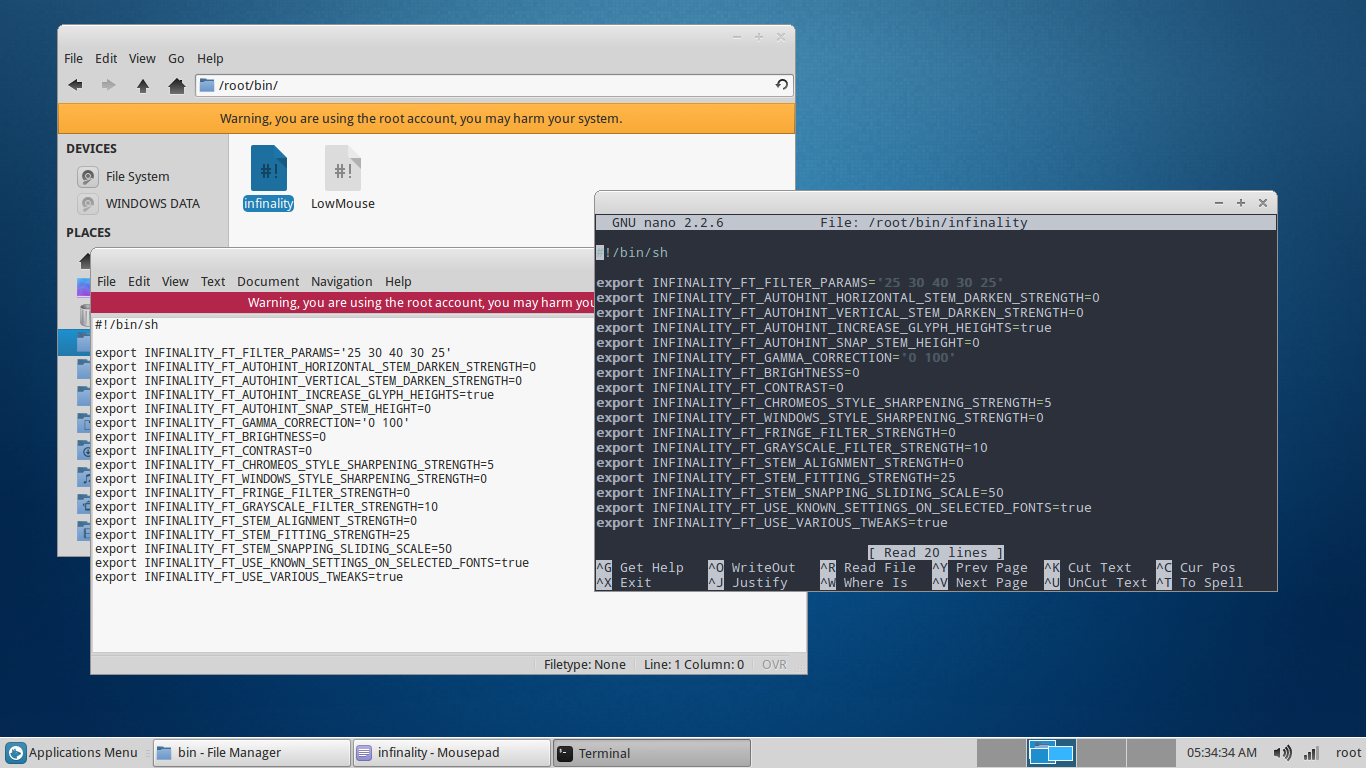 File Edit View Go Help
/root/bin/
Warning, you are using the root account, you may harm your system.
DEVICES
File System
WINDOWS DATA
PLACES
#!
infinality
#!
LowMouse
File Edit View Text Document Navigation Help
Warning, you are using the root account, you may harm you
#!/bin/sh
export INFINALITY_FT_FILTER_PARAMS='25 30 40 30 25'
export INFINALITY_FT_AUTOHINT_HORIZONTAL_STEM_DARKEN_STRENGTH=0
export INFINALITY_FT_AUTOHINT_VERTICAL_STEM_DARKEN_STRENGTH=0
export INFINALITY_FT_AUTOHINT_INCREASE_GLYPH_HEIGHTS=true
export INFINALITY_FT_AUTOHINT_SNAP_STEM_HEIGHT=0
export INFINALITY_FT_GAMMA_CORRECTION='0 100'
export INFINALITY_FT_BRIGHTNESS=0
export INFINALITY_FT_CONTRAST=0
export INFINALITY_FT_CHROMEOS_STYLE_SHARPENING_STRENGTH=5
export INFINALITY_FT_WINDOWS_STYLE_SHARPENING_STRENGTH=0
export INFINALITY_FT_FRINGE_FILTER_STRENGTH=0
export INFINALITY_FT_GRAYSCALE_FILTER_STRENGTH=10
export INFINALITY_FT_STEM_ALIGNMENT_STRENGTH=0
export INFINALITY_FT_STEM_FITTING_STRENGTH=25
export INFINALITY_FT_STEM_SNAPPING_SLIDING_SCALE=50
export INFINALITY_FT_USE_KNOWN_SETTINGS_ON_SELECTED_FONTS=true
export INFINALITY_FT_USE_VARIOUS_TWEAKS=true
Filetype: None Line: 1 Column: 0 OVR
GNU nano 2.2.6 File: /root/bin/infinality
#!/bin/sh
export INFINALITY_FT_FILTER_PARAMS='25 30 40 30 25'
export INFINALITY_FT_AUTOHINT_HORIZONTAL_STEM_DARKEN_STRENGTH=0
export INFINALITY_FT_AUTOHINT_VERTICAL_STEM_DARKEN_STRENGTH=0
export INFINALITY_FT_AUTOHINT_INCREASE_GLYPH_HEIGHTS=true
export INFINALITY_FT_AUTOHINT_SNAP_STEM_HEIGHT=0
export INFINALITY_FT_GAMMA_CORRECTION='0 100'
export INFINALITY_FT_BRIGHTNESS=0
export INFINALITY_FT_CONTRAST=0
export INFINALITY_FT_CHROMEOS_STYLE_SHARPENING_STRENGTH=5
export INFINALITY_FT_WINDOWS_STYLE_SHARPENING_STRENGTH=0
export INFINALITY_FT_FRINGE_FILTER_STRENGTH=0
export INFINALITY_FT_GRAYSCALE_FILTER_STRENGTH=10
export INFINALITY_FT_STEM_ALIGNMENT_STRENGTH=0
export INFINALITY_FT_STEM_FITTING_STRENGTH=25
export INFINALITY_FT_STEM_SNAPPING_SLIDING_SCALE=50
export INFINALITY_FT_USE_KNOWN_SETTINGS_ON_SELECTED_FONTS=true
export INFINALITY_FT_USE_VARIOUS_TWEAKS=true
[ Read 20 lines ]
^G Get Help ^O WriteOut ^R Read File ^Y Prev Page ^K Cut Text ^C Cur Pos
^X Exit ^J Justify ^W Where Is ^V Next Page ^U UnCut Text ^T To Spell
Applications Menu bin - File Manager infinality - Mousepad Terminal 05:34:34 AM root